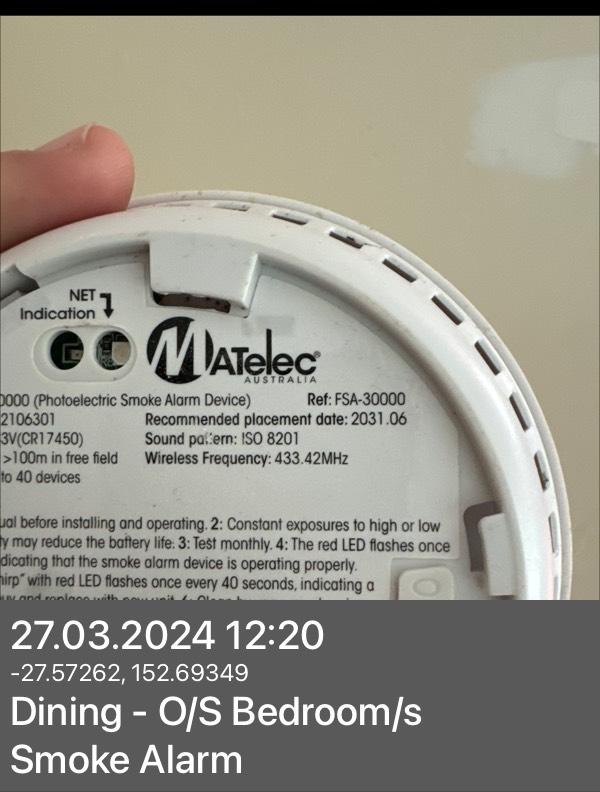 NET
Indication
MATelec®
AUSTRALIA
0000 (Photoelectric Smoke Alarm Device) Ref: FSA-30000
2106301 Recommended placement date: 2031.06
3V(CR17450) Sound pattern: ISO 8201
>100m in free field Wireless Frequency: 433.42MHz
to 40 devices
ual before installing and operating. 2: Constant exposures to high or low
ty may reduce the battery life. 3: Test monthly. 4: The red LED flashes once
dicating that the smoke alarm device is operating properly.
hirp" with red LED flashes once every 40 seconds, indicating a
27.03.2024 12:20
-27.57262, 152.69349
Dining - O/S Bedroom/s
Smoke Alarm